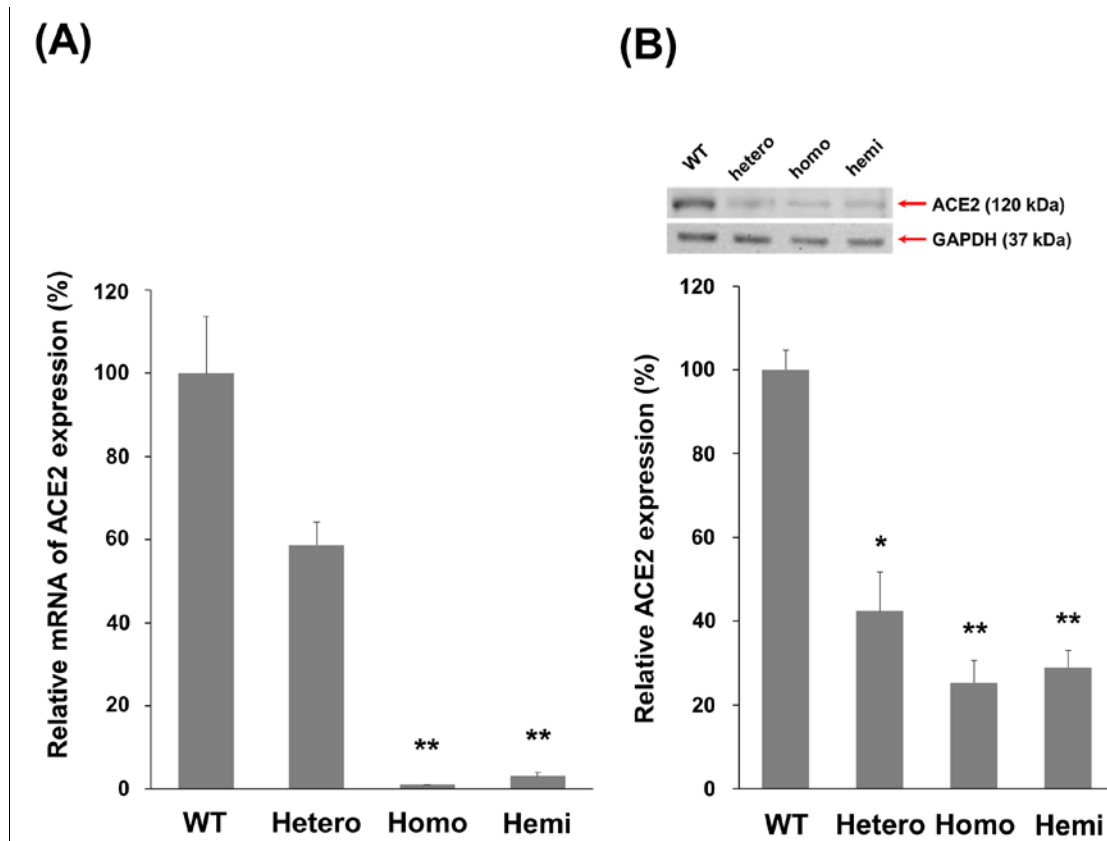 (A)
Relative mRNA of ACE2 expression (%)
120
100
80
60
40
20
0
**
**
WT Hetero Homo Hemi
(B)
WT hetero homo hemi
ACE2 (120 kDa)
GAPDH (37 kDa)
Relative ACE2 expression (%)
120
100
80
60
40
20
0
*
**
**
WT Hetero Homo Hemi